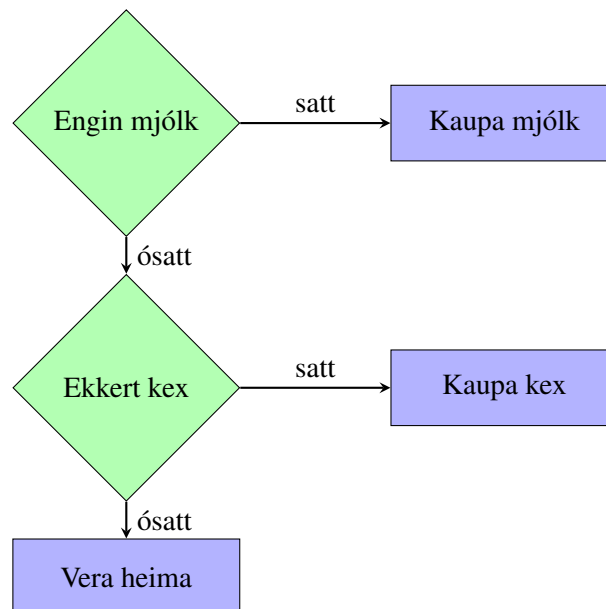 Engin mjólk
satt
Kaupa mjólk
ósatt
Ekkert kex
satt
Kaupa kex
ósatt
Vera heima